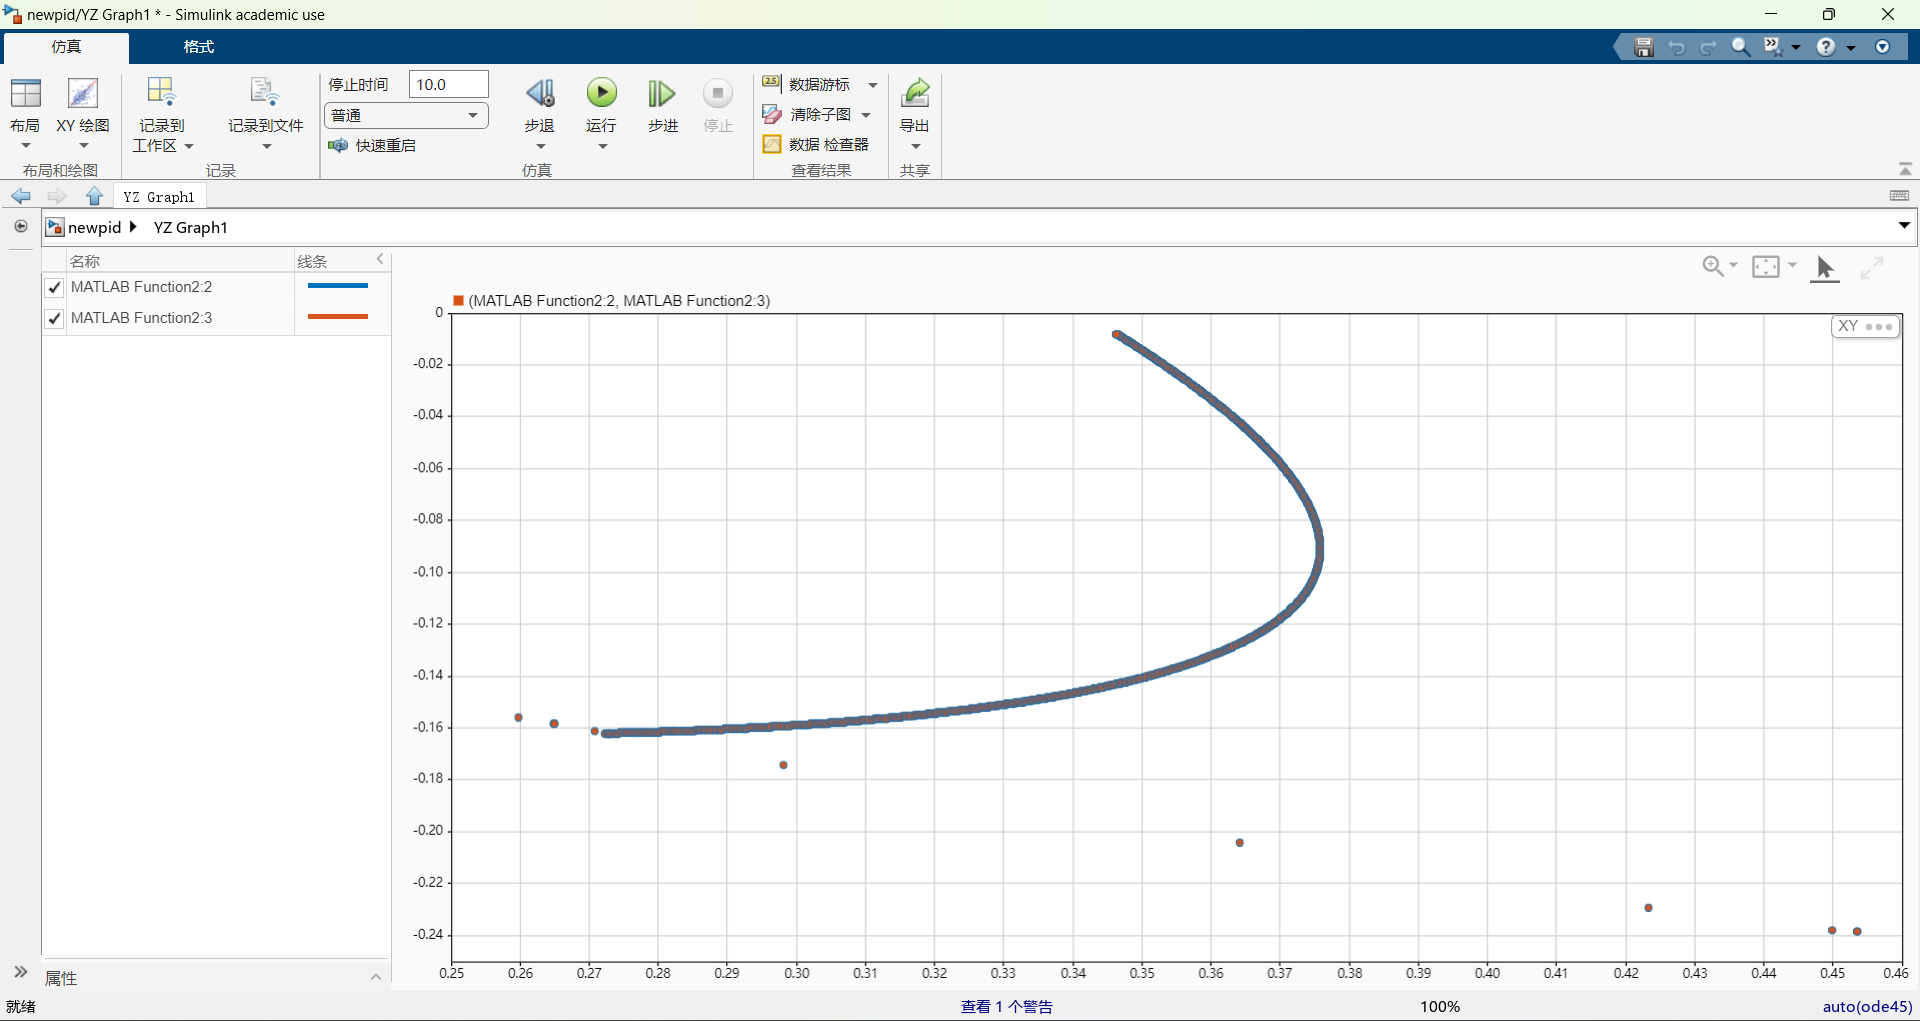 newpid/YZ Graph1 * - Simulink academic use
仿真
格式
布局
XY 绘图
布局和绘图
记录到
工作区
记录到文件
记录
停止时间
10.0
普通
快速重启
步退
运行
步进
停止
仿真
2.5
数据游标
清除子图
数据 检查器
查看结果
导出
共享
YZ Graph1
newpid
YZ Graph1
名称
线条
MATLAB Function2:2
MATLAB Function2:3
属性
(MATLAB Function2:2, MATLAB Function2:3)
XY
0
-0.02
-0.04
-0.06
-0.08
-0.10
-0.12
-0.14
-0.16
-0.18
-0.20
-0.22
-0.24
0.25
0.26
0.27
0.28
0.29
0.30
0.31
0.32
0.33
0.34
0.35
0.36
0.37
0.38
0.39
0.40
0.41
0.42
0.43
0.44
0.45
0.46
就绪
查看 1 个警告
100%
auto(ode45)